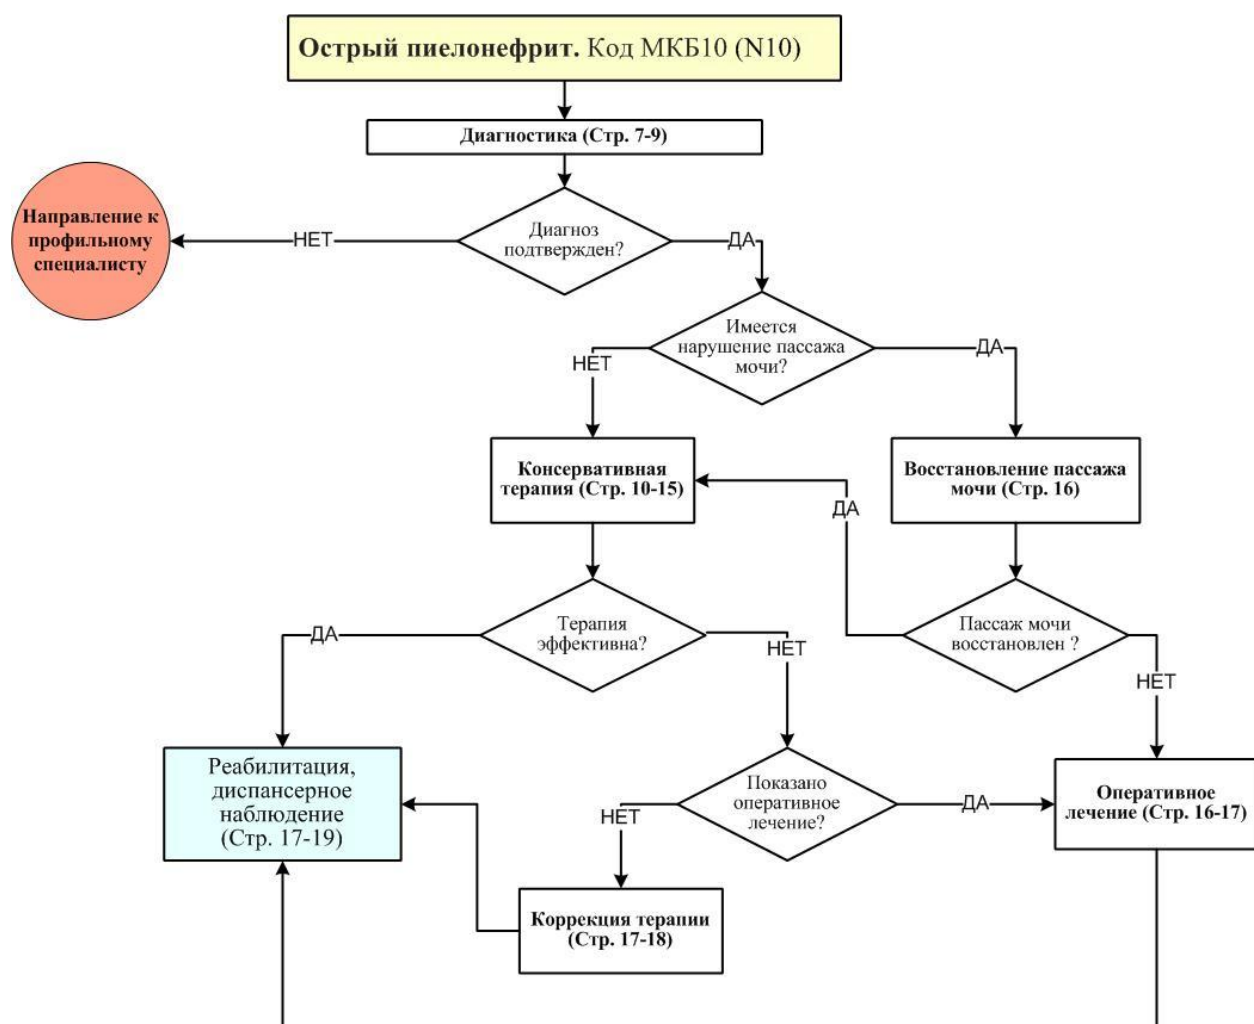 Острый пиелонефрит. Код МКБ10 (N10)
Диагностика (Стр. 7-9)
Направление к
профильному
специалисту
НЕТ
Диагноз
подтвержден?
ДА
Имеется
нарушение пассажа
мочи?
НЕТ
ДА
Консервативная
терапия (Стр. 10-15)
Восстановление пассажа
мочи (Стр. 16)
ДА
Терапия
эффективна?
ДА
НЕТ
Пассаж мочи
восстановлен ?
НЕТ
Реабилитация,
диспансерное
наблюдение
(Стр. 17-19)
Показано
оперативное
лечение?
НЕТ
ДА
Оперативное
лечение (Стр. 16-17)
Коррекция терапии
(Стр. 17-18)